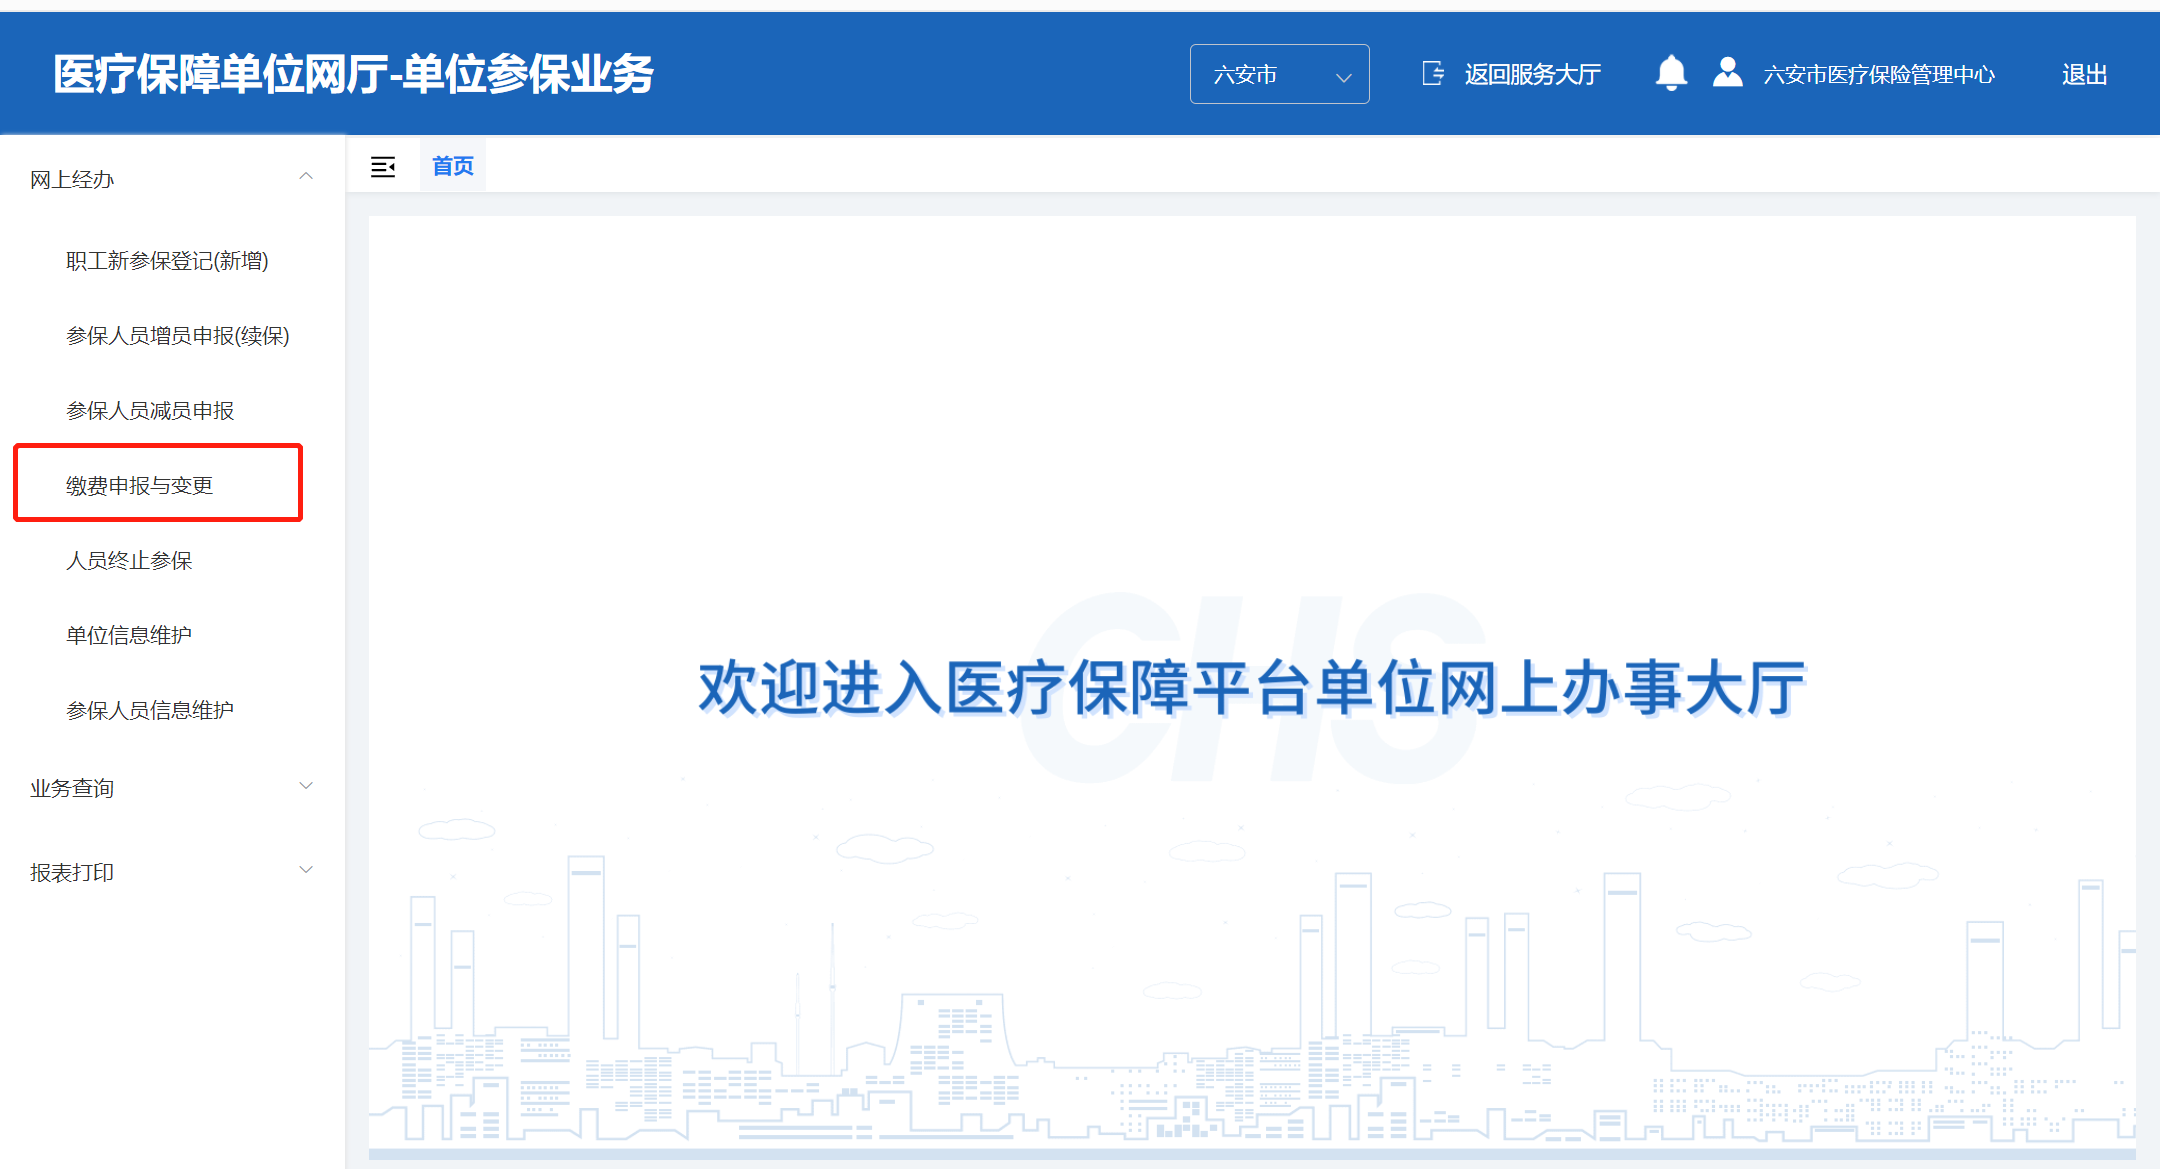 医疗保障单位网厅-单位参保业务
六安市
返回服务大厅
六安市医疗保险管理中心
退出
网上经办
首页
职工新参保登记(新增)
参保人员增员申报(续保)
参保人员减员申报
缴费申报与变更
人员终止参保
单位信息维护
参保人员信息维护
业务查询
报表打印
CHS
欢迎进入医疗保障平台单位网上办事大厅